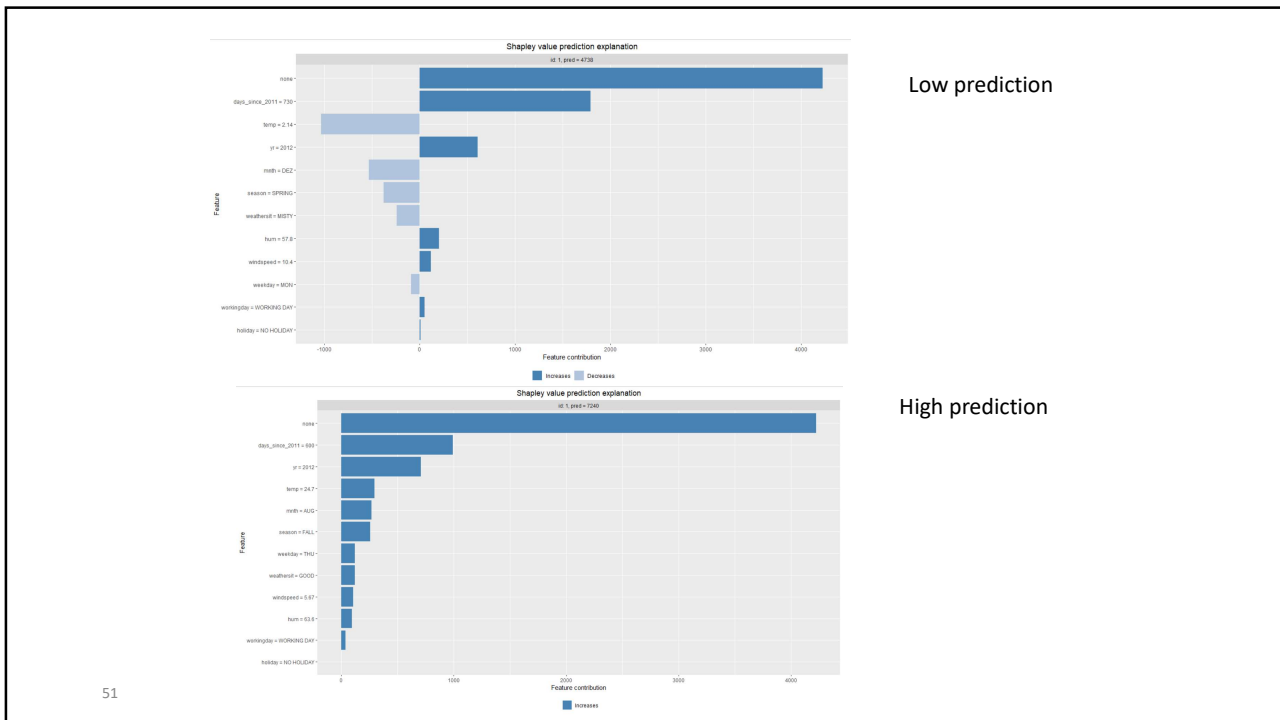 Shapley value prediction explanation
id: 1, pred = 4738
none
days_since_2011 = 730
temp = 2.14
yr = 2012
mnth = DEZ
season = SPRING
weathersit = MISTY
hum = 57.8
windspeed = 10.4
weekday = MON
workingday = WORKING DAY
holiday = NO HOLIDAY
Feature
-1000 0 1000 2000 3000 4000
Feature contribution
Increases Decreases
Low prediction
Shapley value prediction explanation
id: 1, pred = 7240
none
yr = 2012
temp = 24.7
mnth = AUG
season = FALL
weekday = THU
weathersit = GOOD
windspeed = 5.67
hum = 63.6
workingday = WORKING DAY
holiday = NO HOLIDAY
Feature
0 1000 2000 3000 4000
Feature contribution
Increases
High prediction
51